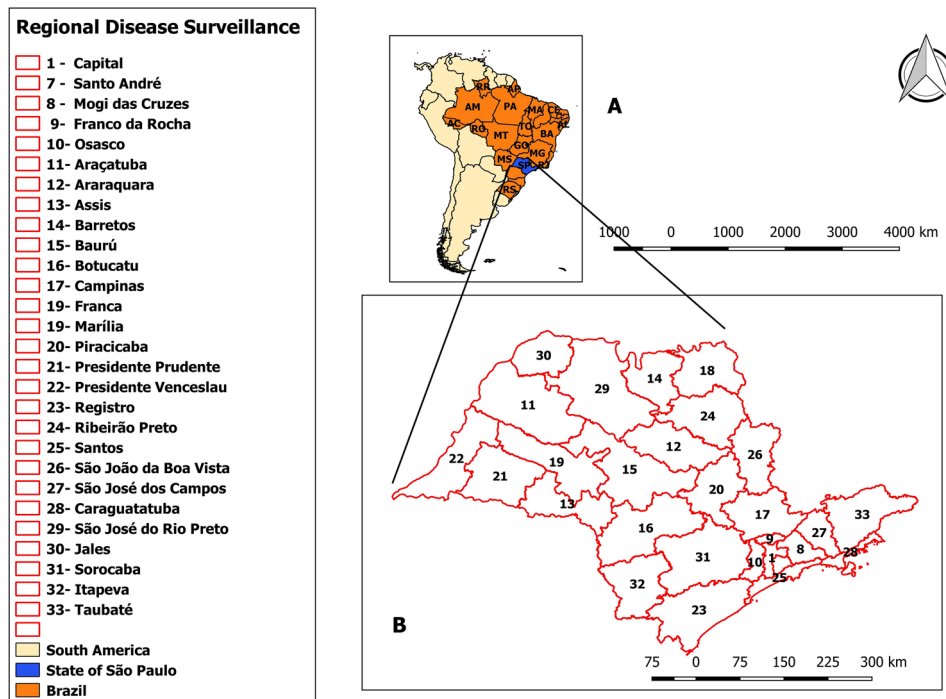 Regional Disease Surveillance
1 - Capital
7 - Santo André
8 - Mogi das Cruzes
9 - Franco da Rocha
10- Osasco
11- Araçatuba
12- Araraquara
13- Assis
14- Barretos
15- Baurú
16- Botucatu
17- Campinas
19- Franca
19- Marília
20- Piracicaba
21- Presidente Prudente
22- Presidente Venceslau
23- Registro
24- Ribeirão Preto
25- Santos
26- São João da Boa Vista
27- São José dos Campos
28- Caraguatatuba
29- São José do Rio Preto
30- Jales
31- Sorocaba
32- Itapeva
33- Taubaté
South America
State of São Paulo
Brazil
A
RR AP
AM PA MA CE
AC RO TO AL
MT BA
GO
MS MG
SP RJ
RS
1000 0 1000 2000 3000 4000 km
B
30 14 18
29
11 24
12
22 19 15 26
21 20
13 17 33
16 27
9
31 10 1 8 28
25
32
23
75 0 75 150 225 300 km